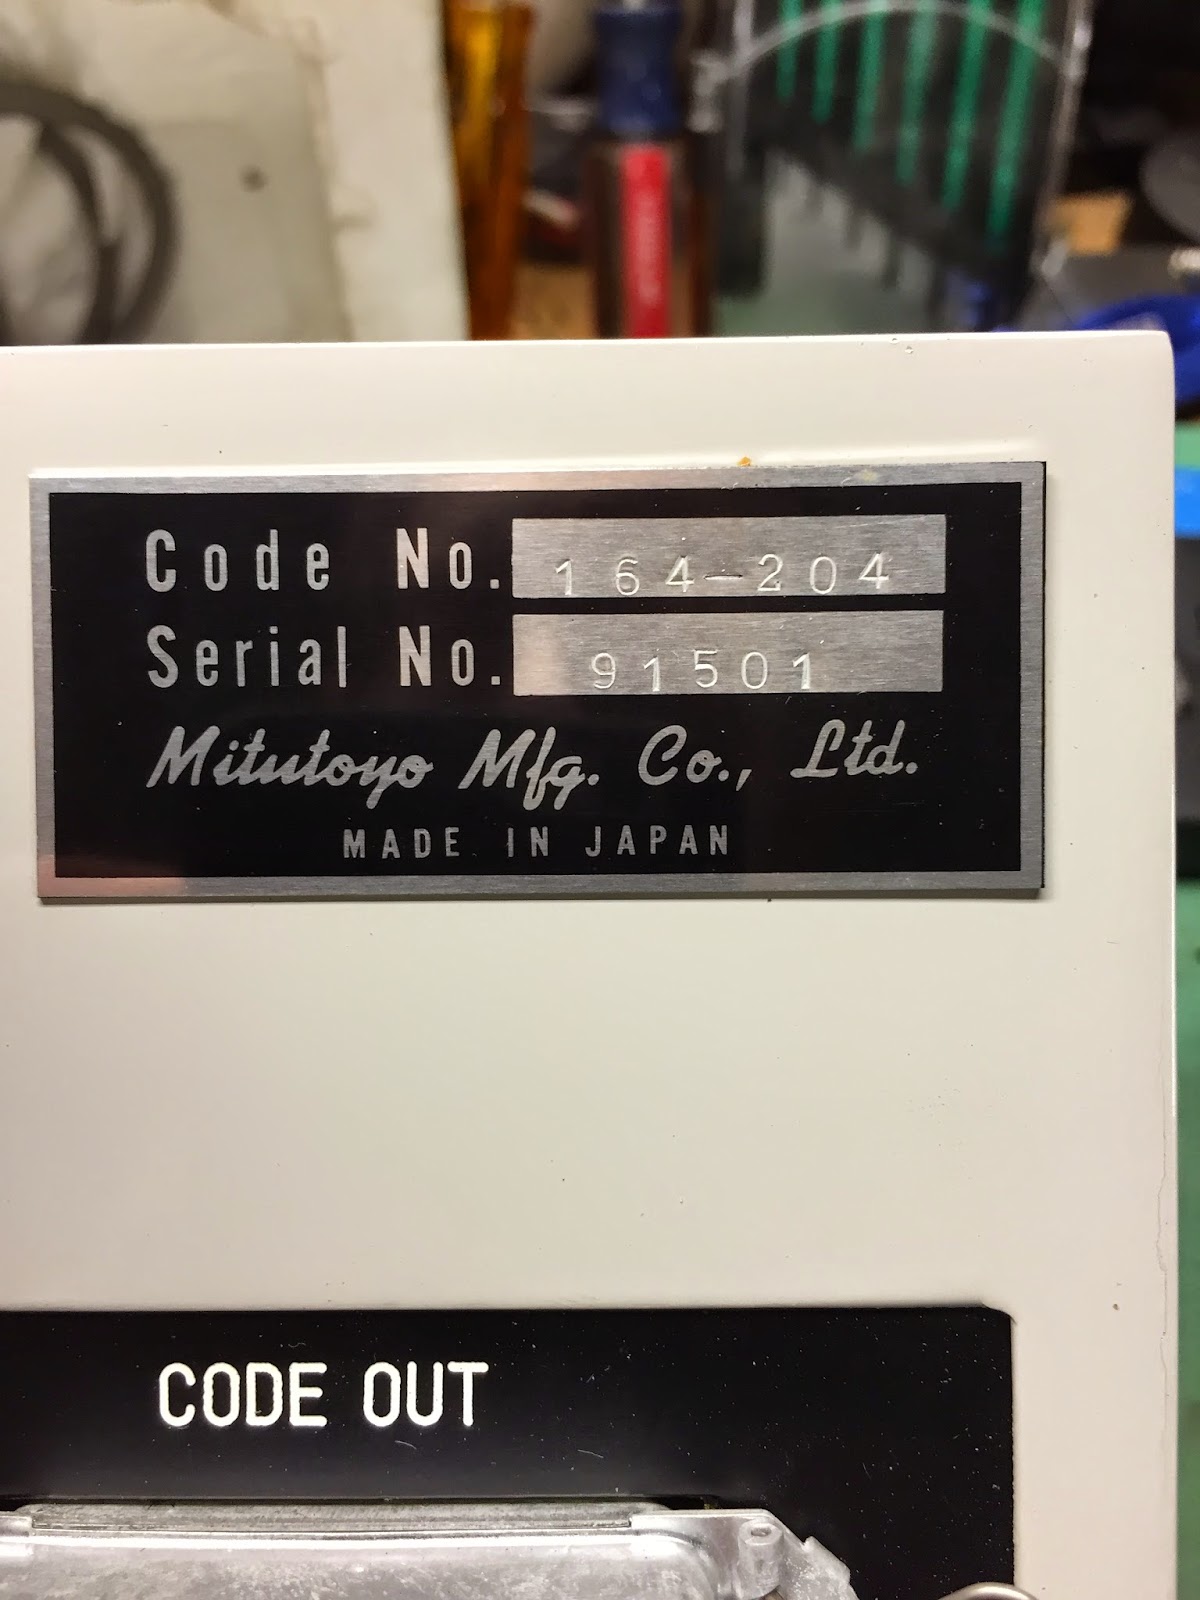 Code No. 164-204
Serial No. 91501
Mitutoyo Mfg. Co., Ltd.
MADE IN JAPAN
CODE OUT